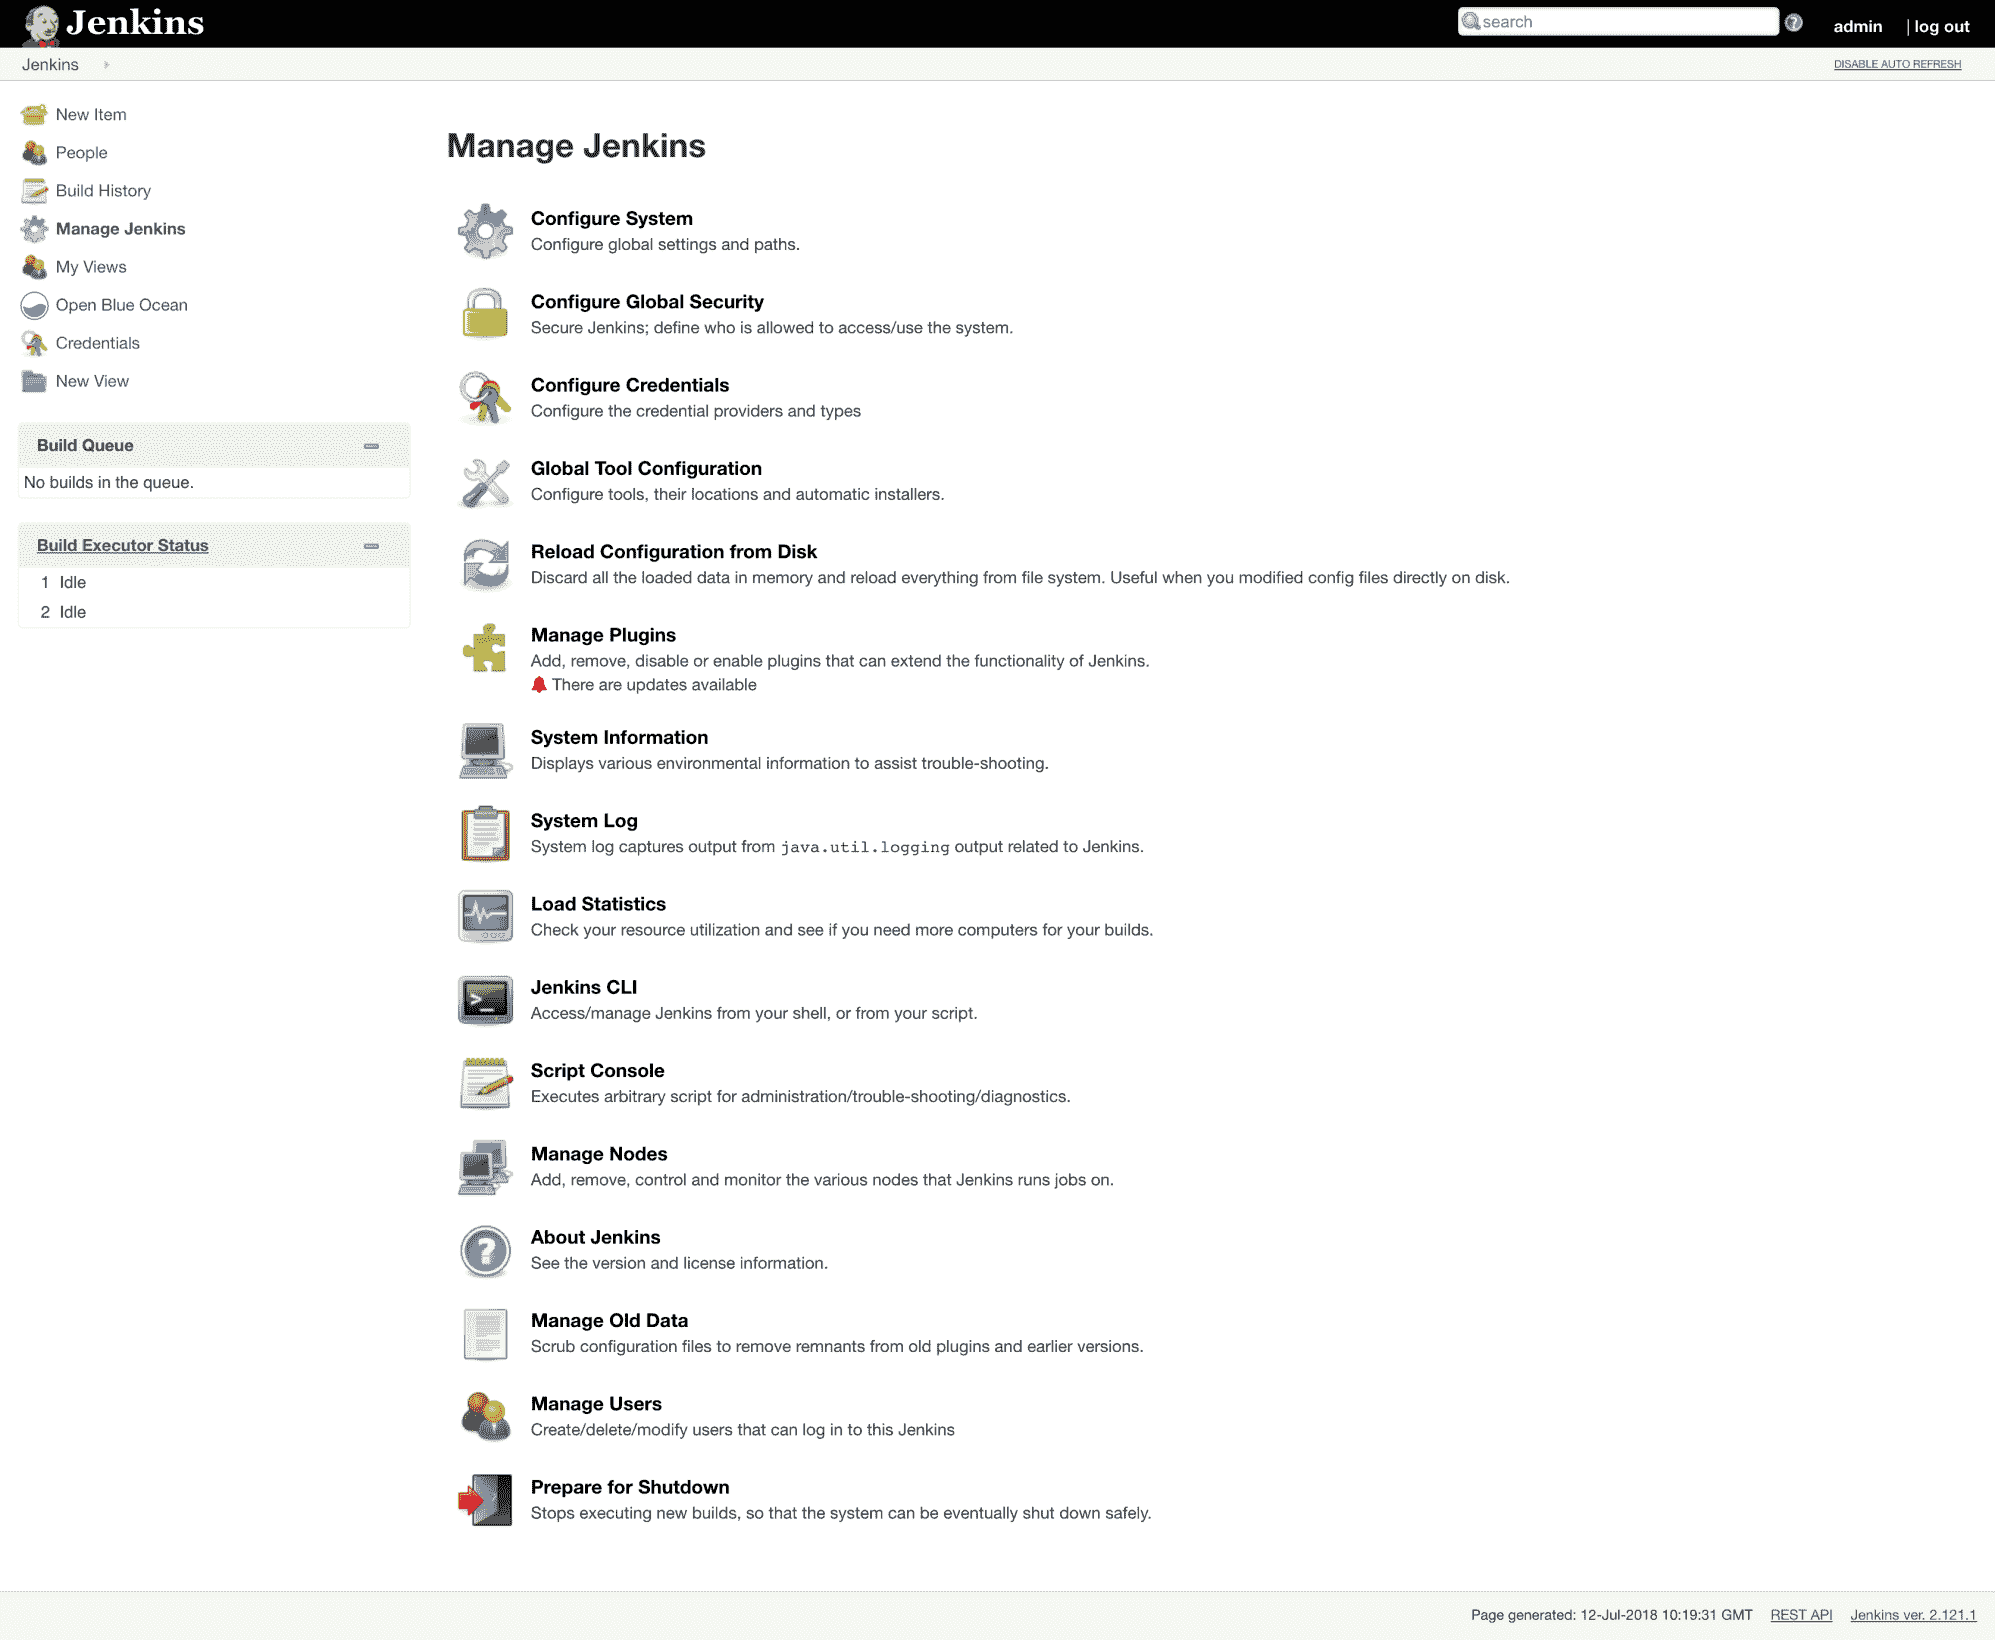 Jenkins
search
admin
| log out
Jenkins
DISABLE AUTO REFRESH
New Item
People
Build History
Manage Jenkins
My Views
Open Blue Ocean
Credentials
New View
Build Queue
No builds in the queue.
Build Executor Status
1 Idle
2 Idle
Manage Jenkins
Configure System
Configure global settings and paths.
Configure Global Security
Secure Jenkins; define who is allowed to access/use the system.
Configure Credentials
Configure the credential providers and types
Global Tool Configuration
Configure tools, their locations and automatic installers.
Reload Configuration from Disk
Discard all the loaded data in memory and reload everything from file system. Useful when you modified config files directly on disk.
Manage Plugins
Add, remove, disable or enable plugins that can extend the functionality of Jenkins.
There are updates available
System Information
Displays various environmental information to assist trouble-shooting.
System Log
System log captures output from java.util.logging output related to Jenkins.
Load Statistics
Check your resource utilization and see if you need more computers for your builds.
Jenkins CLI
Access/manage Jenkins from your shell, or from your script.
Script Console
Executes arbitrary script for administration/trouble-shooting/diagnostics.
Manage Nodes
Add, remove, control and monitor the various nodes that Jenkins runs jobs on.
About Jenkins
See the version and license information.
Manage Old Data
Scrub configuration files to remove remnants from old plugins and earlier versions.
Manage Users
Create/delete/modify users that can log in to this Jenkins
Prepare for Shutdown
Stops executing new builds, so that the system can be eventually shut down safely.
Page generated: 12-Jul-2018 10:19:31 GMT REST API Jenkins ver. 2.121.1